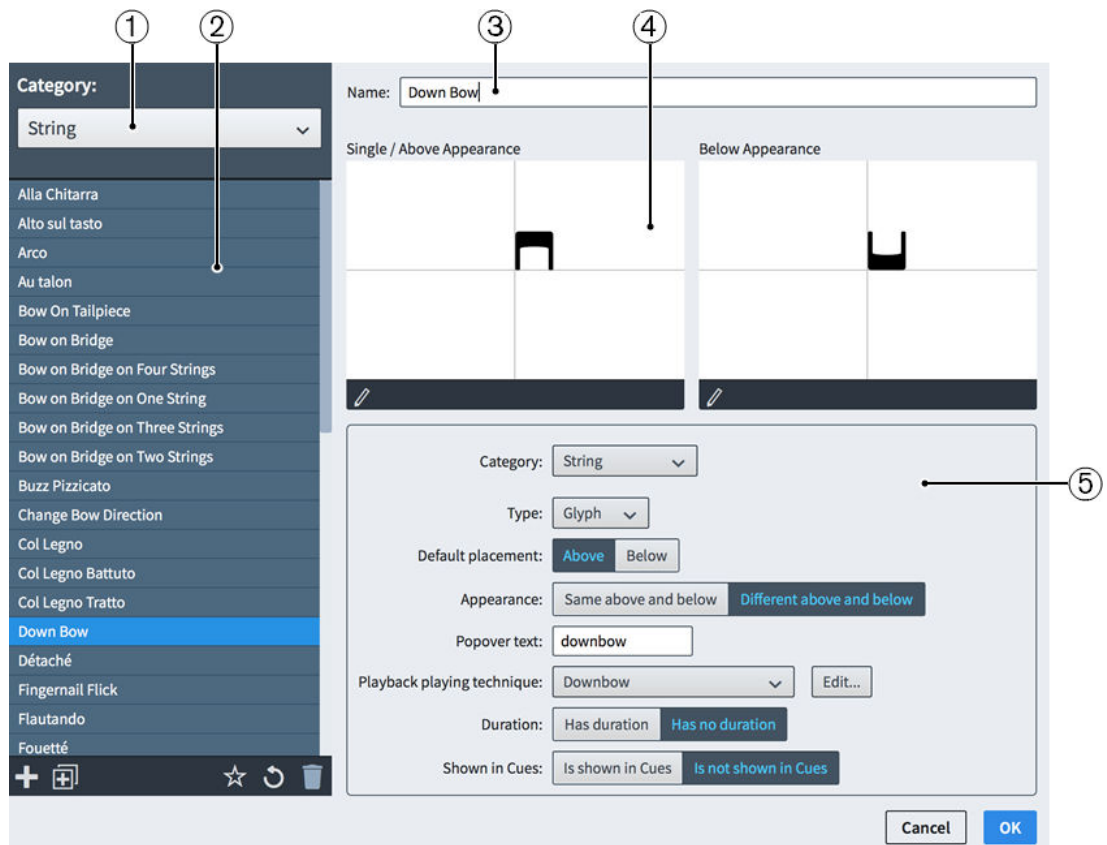 ① ② ③ ④
Category:
String
Alla Chitarra
Alto sul tasto
Arco
Au talon
Bow On Tailpiece
Bow on Bridge
Bow on Bridge on Four Strings
Bow on Bridge on One String
Bow on Bridge on Three Strings
Bow on Bridge on Two Strings
Buzz Pizzicato
Change Bow Direction
Col Legno
Col Legno Battuto
Col Legno Tratto
Down Bow
Détaché
Fingernail Flick
Flautando
Fouetté
Name: Down Bow
Single / Above Appearance Below Appearance
Category: String
⑤
Type: Glyph
Default placement: Above Below
Appearance: Same above and below Different above and below
Popover text: downbow
Playback playing technique: Downbow Edit...
Duration: Has duration Has no duration
Shown in Cues: Is shown in Cues Is not shown in Cues
Cancel OK